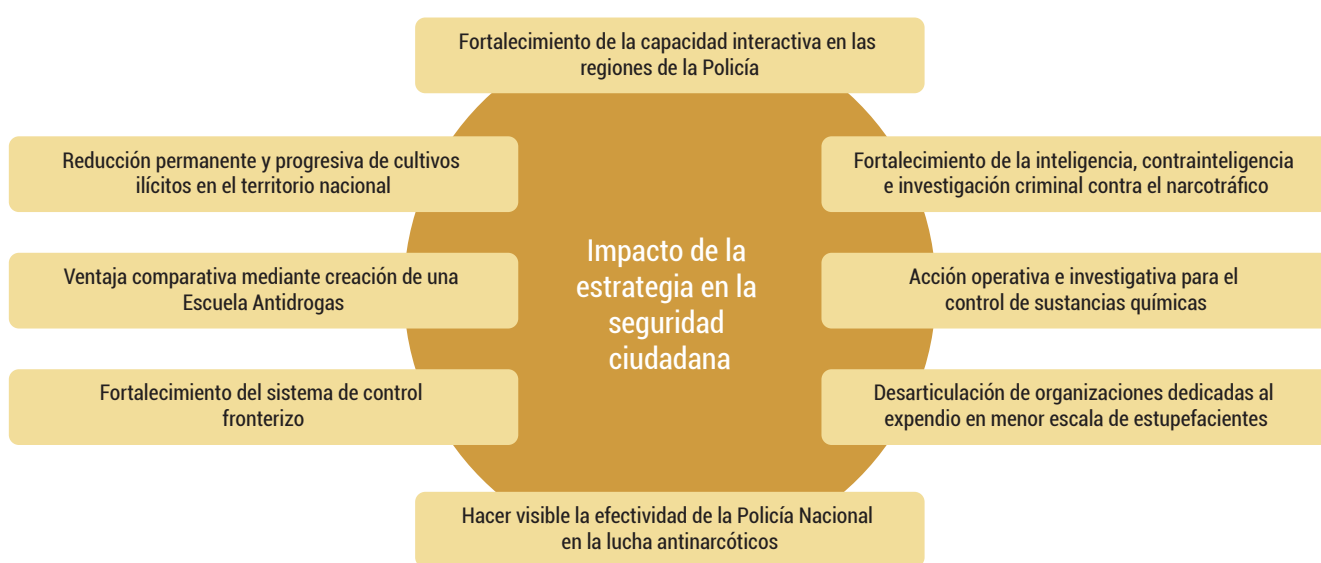 Fortalecimiento de la capacidad interactiva en las
regiones de la Policía
Reducción permanente y progresiva de cultivos
ilícitos en el territorio nacional
Fortalecimiento de la inteligencia, contrainteligencia
e investigación criminal contra el narcotráfico
Ventaja comparativa mediante creación de una
Escuela Antidrogas
Impacto de la
estrategia en la
seguridad
ciudadana
Acción operativa e investigativa para el
control de sustancias químicas
Fortalecimiento del sistema de control
fronterizo
Desarticulación de organizaciones dedicadas al
expendio en menor escala de estupefacientes
Hacer visible la efectividad de la Policía Nacional
en la lucha antinarcóticos